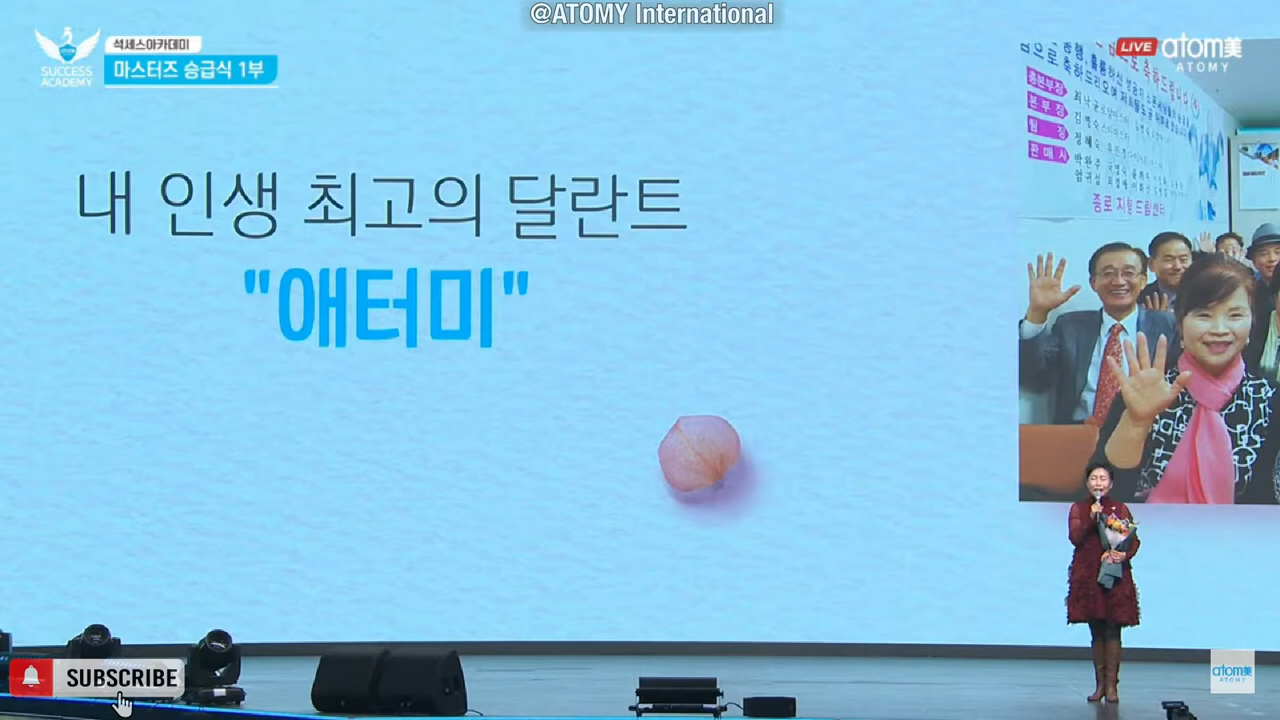 @ATOMY International
SUCCESS
ACADEMY
석세스아카데미
마스터즈 승급식 1부
LIVE atom美
ATOMY
내 인생 최고의 달란트
"애터미"
총본부장
본 부 장
팀 장
판 매 사
종로 지형 드림센터
SUBSCRIBE
atom美
ATOMY